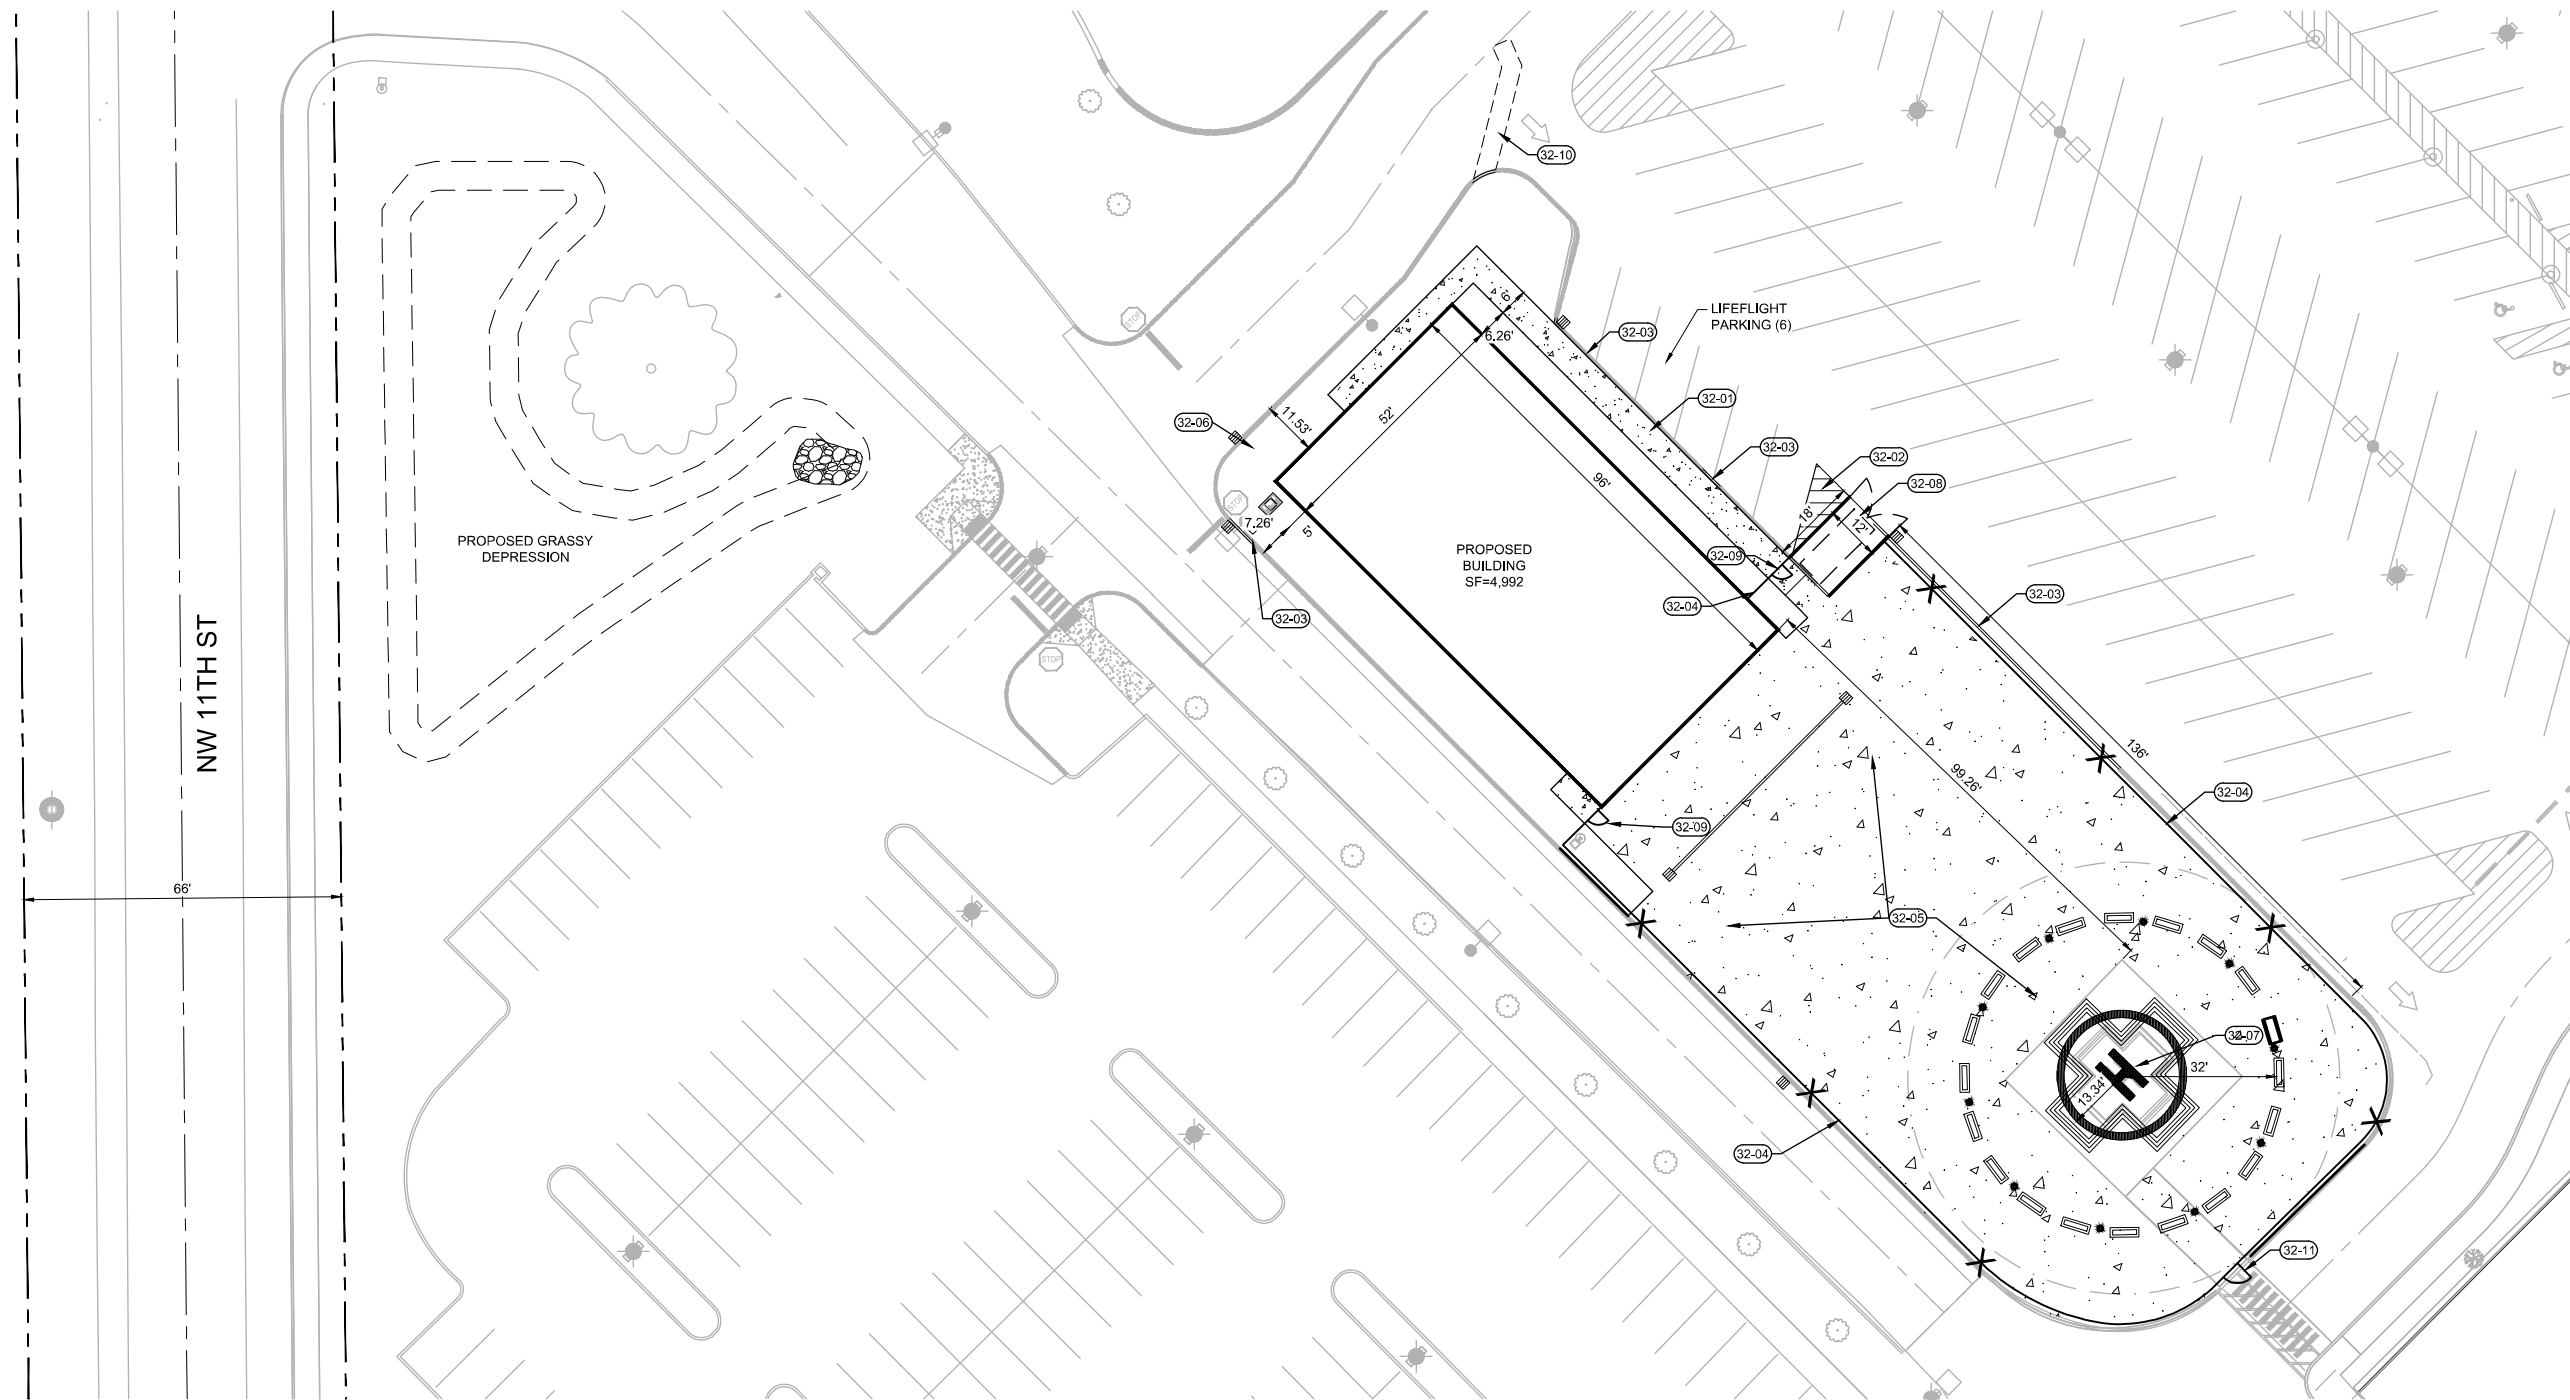 32-10
LIFEFLIGHT
PARKING (6)
6'
6.26'
32-03
32-01
11.53'
52'
32-06
32-03
96'
32-02
32-08
STOP
STOP
7.26'
5'
18'
12'
PROPOSED GRASSY
DEPRESSION
PROPOSED
BUILDING
SF=4,992
32-09
32-04
32-03
32-03
STOP
NW 11TH ST
136'
99.26'
32-04
32-09
66'
32-05
H
32'
13.34'
32-04
32-11